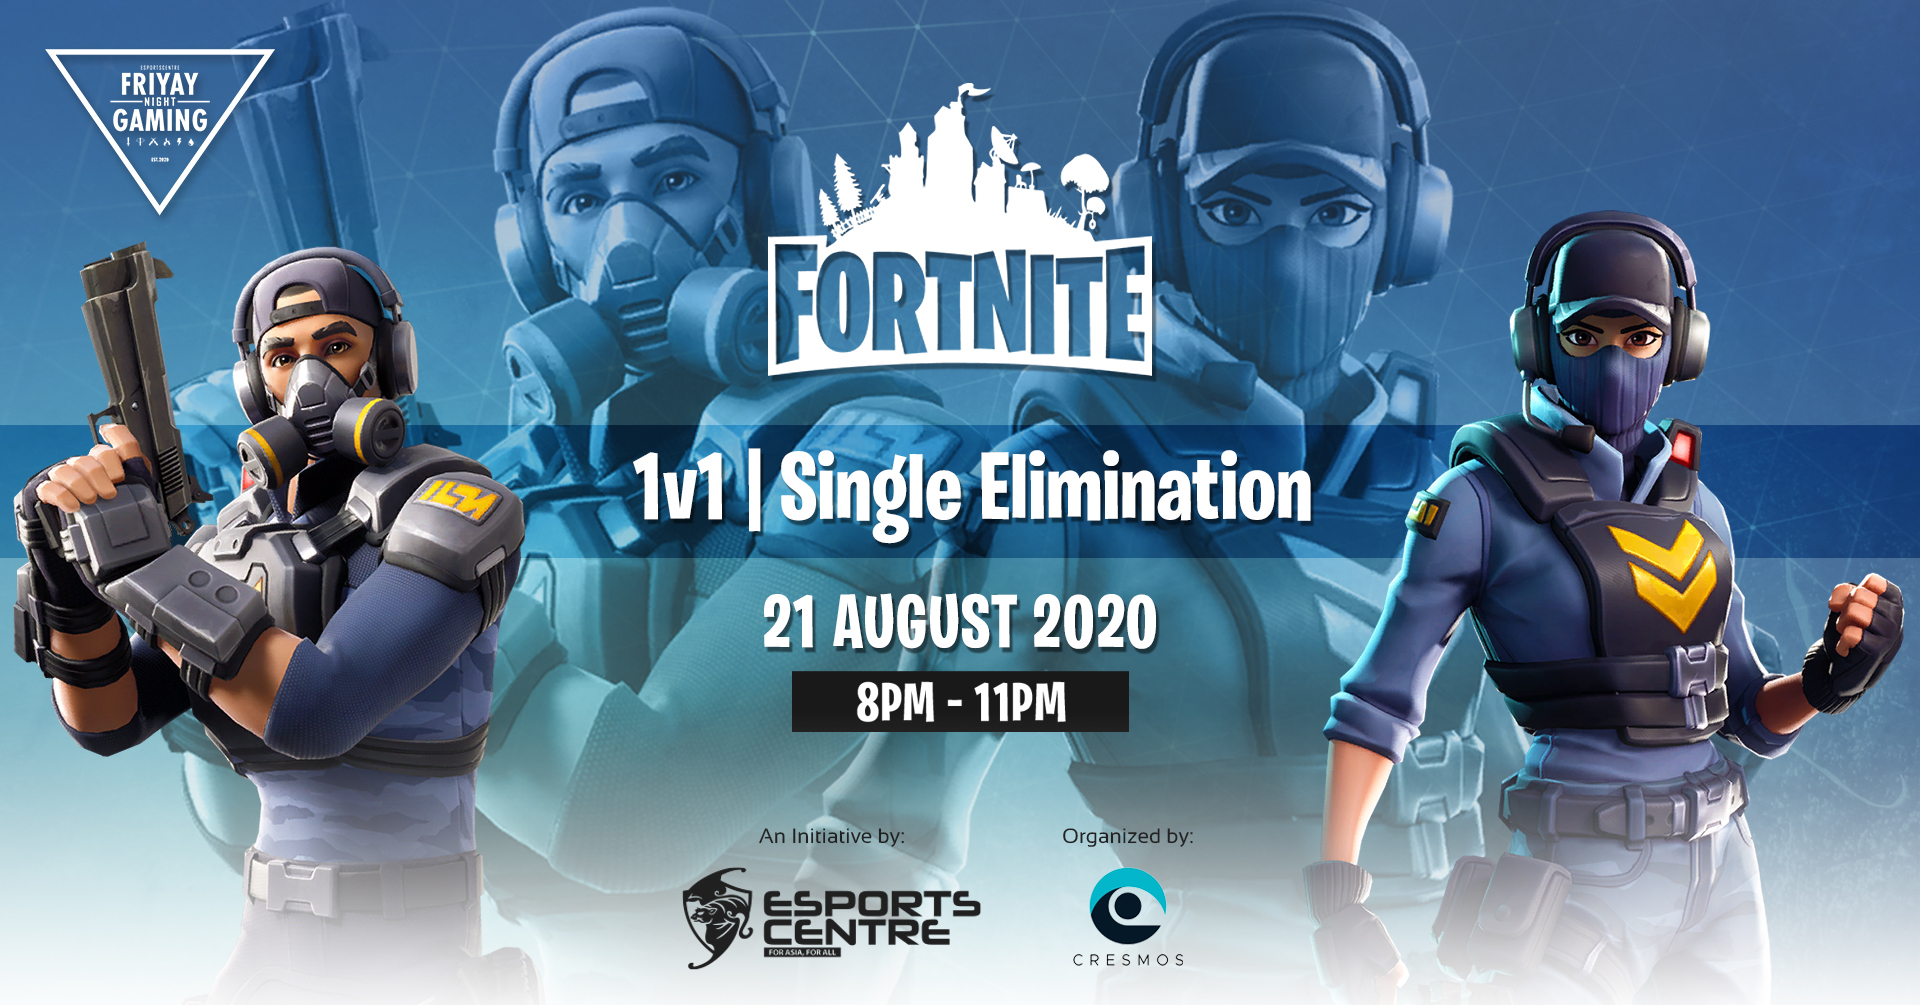 ESPORTSCENTRE
FRIYAY
NIGHT
GAMING
EST.2020
FORTNITE
1v1 | Single Elimination
21 AUGUST 2020
8PM - 11PM
An Initiative by:
ESPORTS
CENTRE
FOR ASIA, FOR ALL
Organized by:
CRESMOS